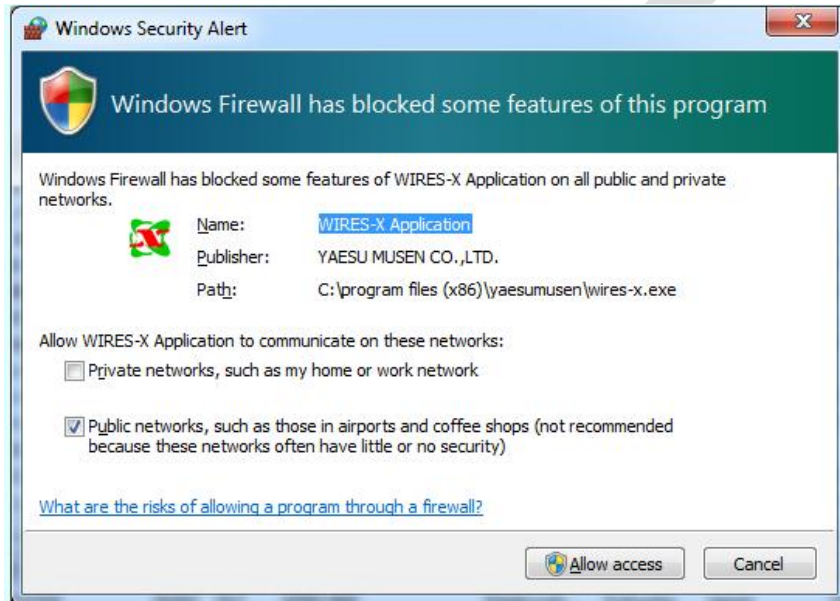 Windows Security Alert
Windows Firewall has blocked some features of this program
Windows Firewall has blocked some features of WIRES-X Application on all public and private
networks.
Name: WIRES-X Application
Publisher: YAESU MUSEN CO.,LTD.
Path: C:\program files (x86)\yaesumusen\wires-x.exe
Allow WIRES-X Application to communicate on these networks:
Private networks, such as my home or work network
Public networks, such as those in airports and coffee shops (not recommended
because these networks often have little or no security)
What are the risks of allowing a program through a firewall?
Allow access
Cancel